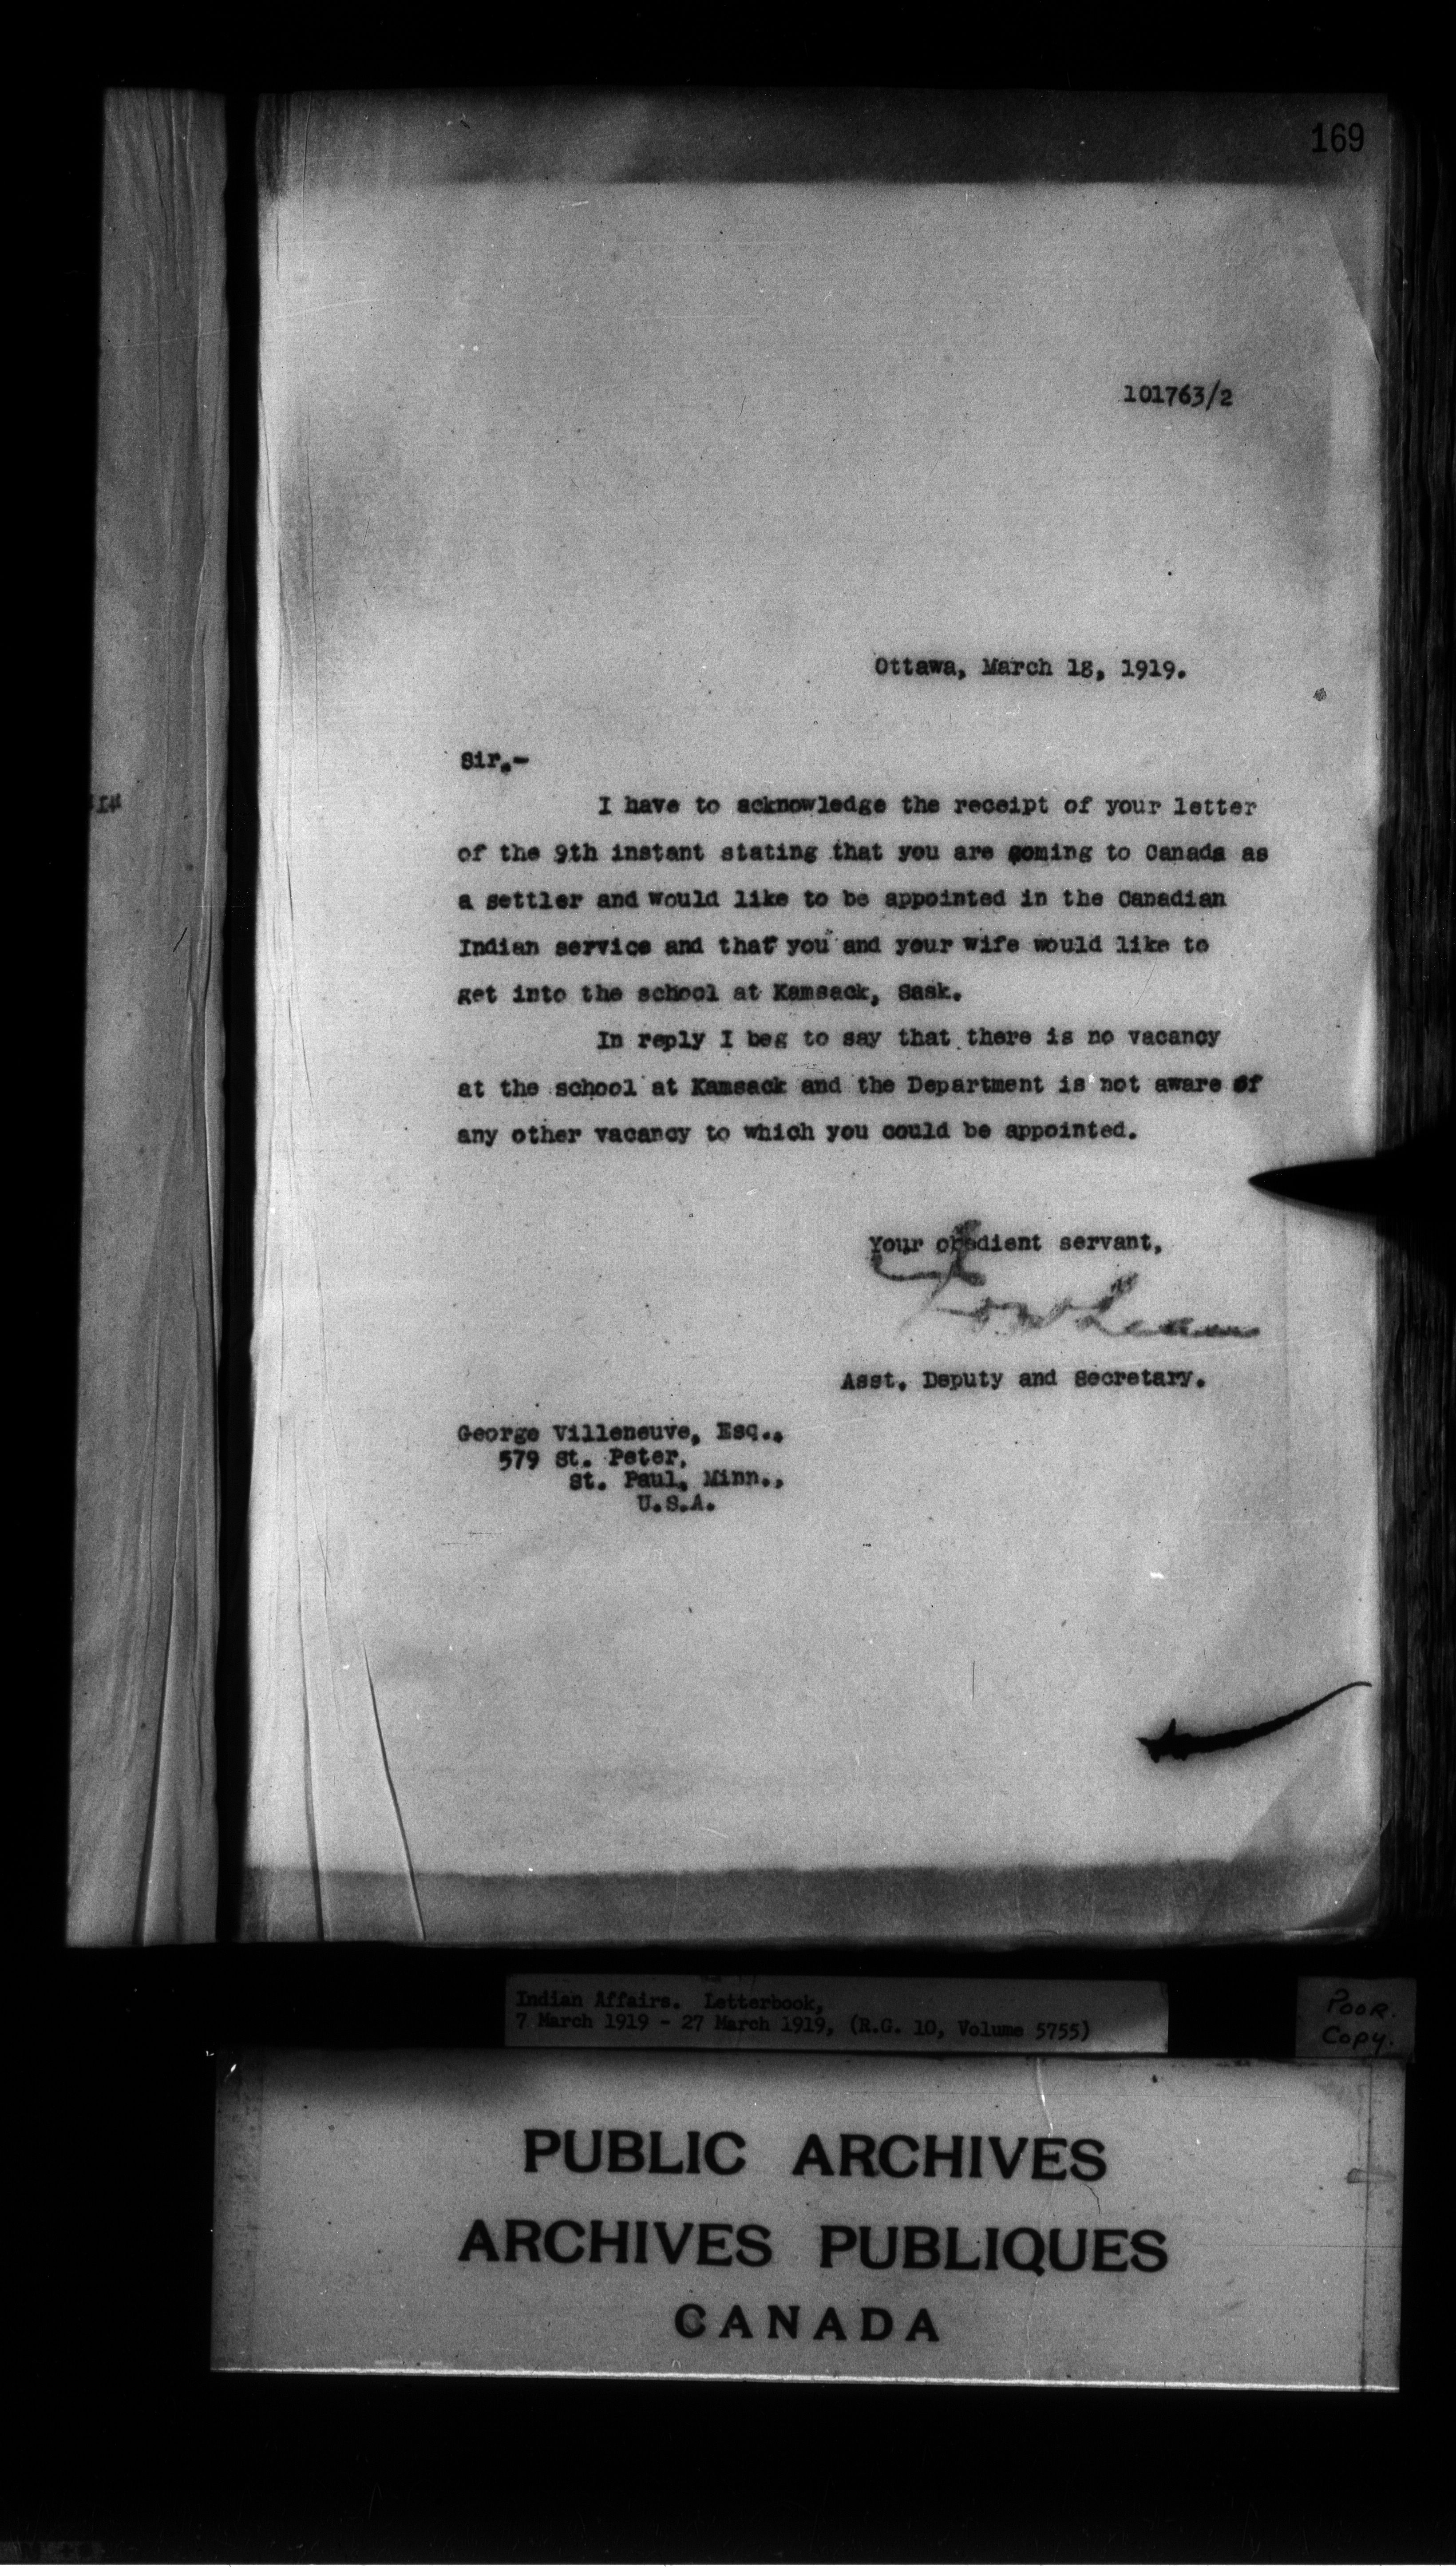 169
101763/2
Ottawa, March 18, 1919.
Sir.-
I have to acknowledge the receipt of your letter
of the 9th instant stating that you are coming to Canada as
a settler and would like to be appointed in the Canadian
Indian service and that you and your wife would like to
get into the school at Kamsack, Sask.
In reply I beg to say that there is no vacancy
at the school at Kamsack and the Department is not aware of
any other vacancy to which you could be appointed.
Your obedient servant,
Asst. Deputy and Secretary.
George Villeneuve, Esq.,
579 St. Peter,
St. Paul, Minn.,
U.S.A.
Indian Affairs. Letterbook,
7 March 1919 - 27 March 1919, (R.G. 10, Volume 5755)
POOR.
Copy.
PUBLIC ARCHIVES
ARCHIVES PUBLIQUES
CANADA